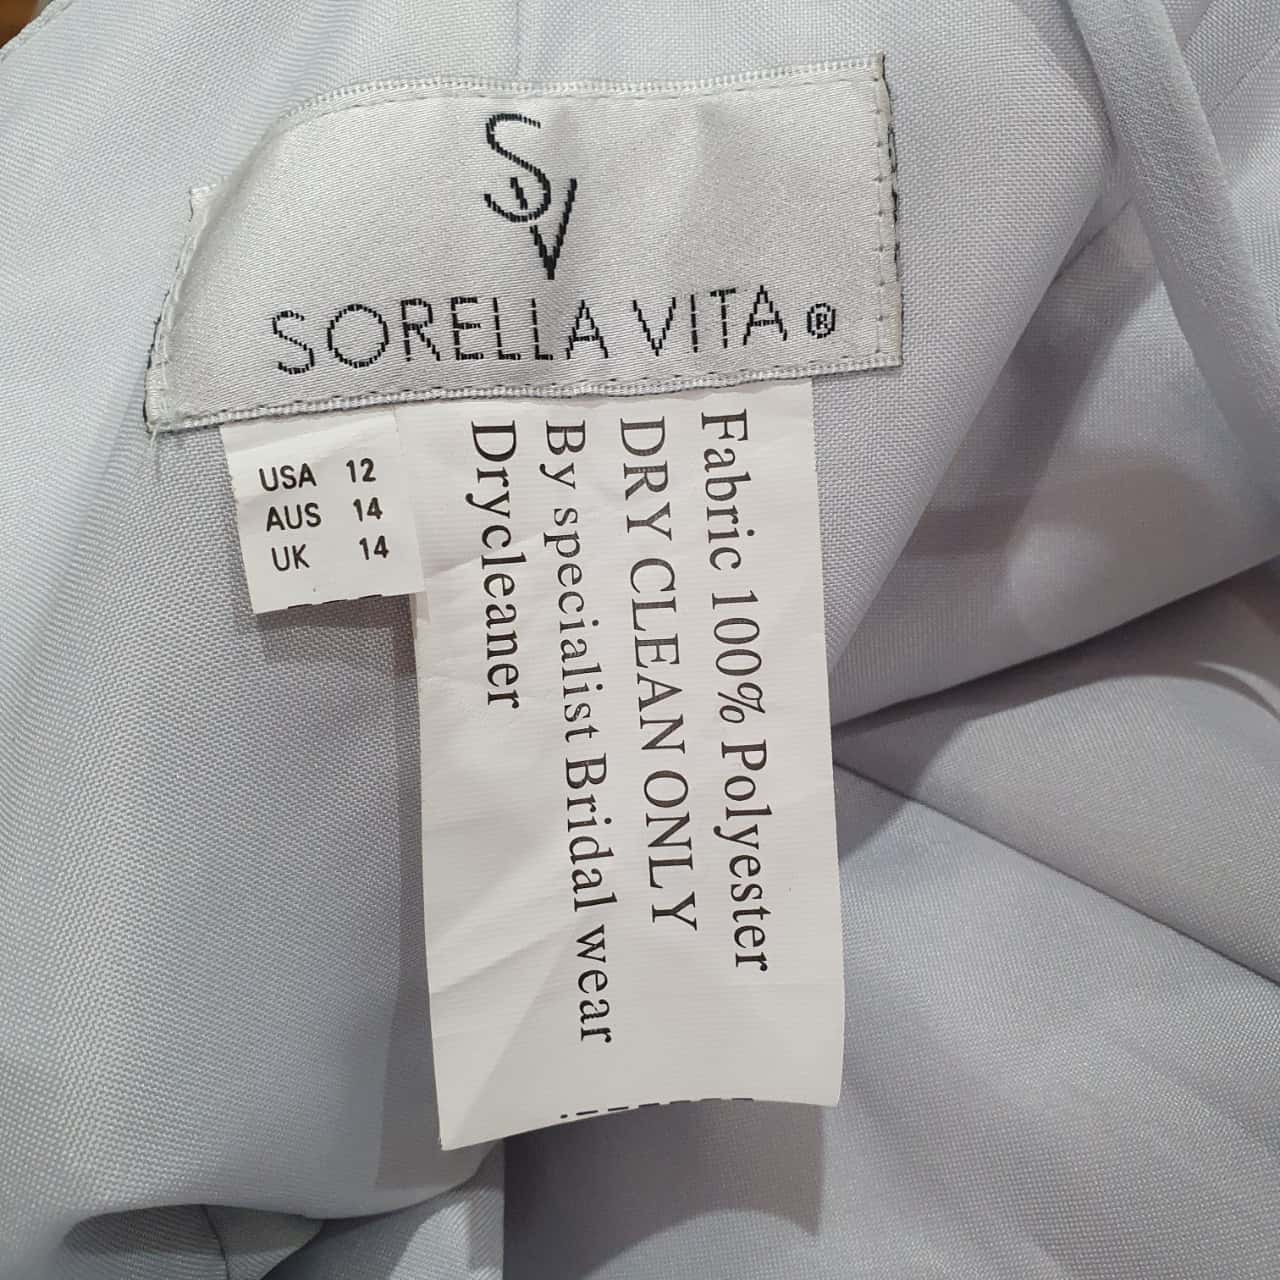 SV
SORELLA VITA ®
USA 12
AUS 14
UK 14
Fabric 100% Polyester
DRY CLEAN ONLY
By specialist Bridal wear
Drycleaner